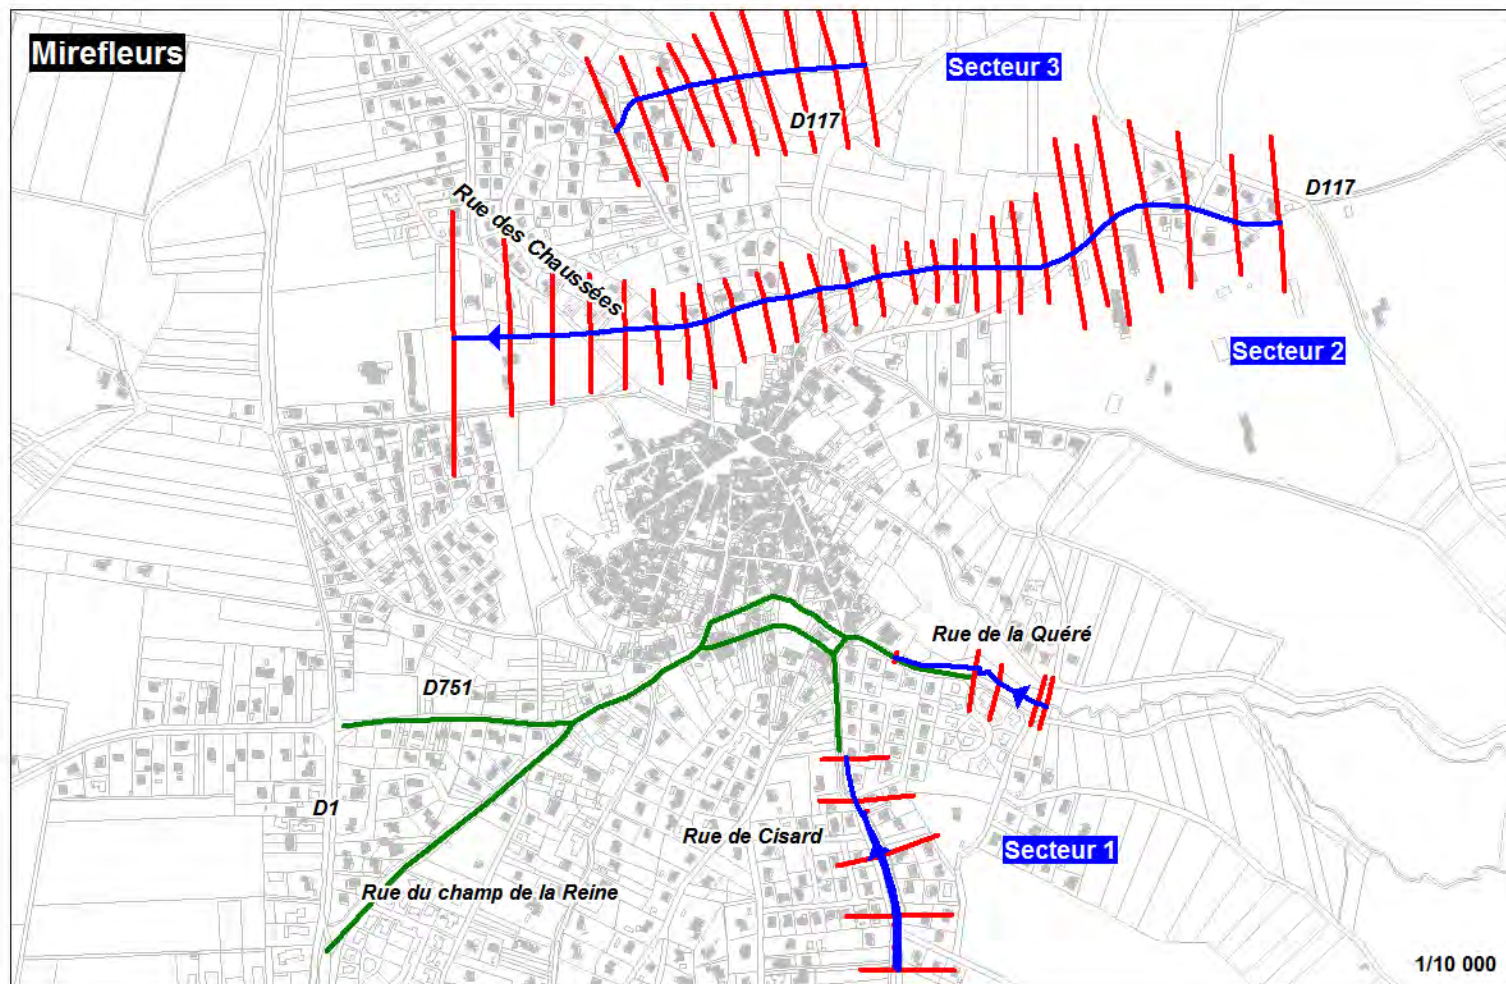 Mirefleurs
Secteur 3
D117
D117
Rue des Chaussées
Secteur 2
Rue de la Quéré
D751
D1
Rue de Cisard
Secteur 1
Rue du champ de la Reine
1/10 000